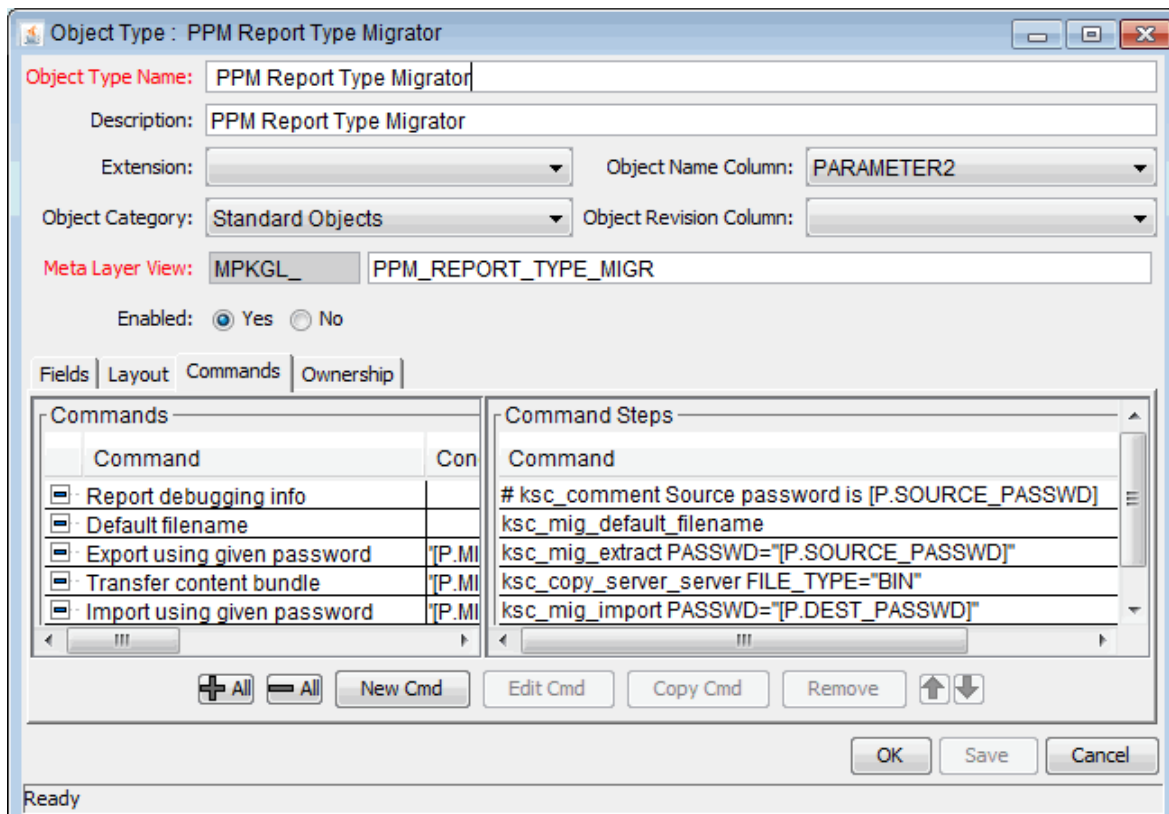 Object Type : PPM Report Type Migrator
Object Type Name: PPM Report Type Migrator
Description: PPM Report Type Migrator
Extension: Object Name Column: PARAMETER2
Object Category: Standard Objects Object Revision Column:
Meta Layer View: MPKGL_ PPM_REPORT_TYPE_MIGR
Enabled: Yes No
Fields Layout Commands Ownership
Commands Command Steps
Command Con Command
Report debugging info # ksc_comment Source password is [P.SOURCE_PASSWD]
Default filename ksc_mig_default_filename
Export using given password "[P.MI ksc_mig_extract PASSWD="[P.SOURCE_PASSWD]"
Transfer content bundle "[P.MI ksc_copy_server_server FILE_TYPE="BIN"
Import using given password "[P.MI ksc_mig_import PASSWD="[P.DEST_PASSWD]"
All All New Cmd Edit Cmd Copy Cmd Remove
OK Save Cancel
Ready